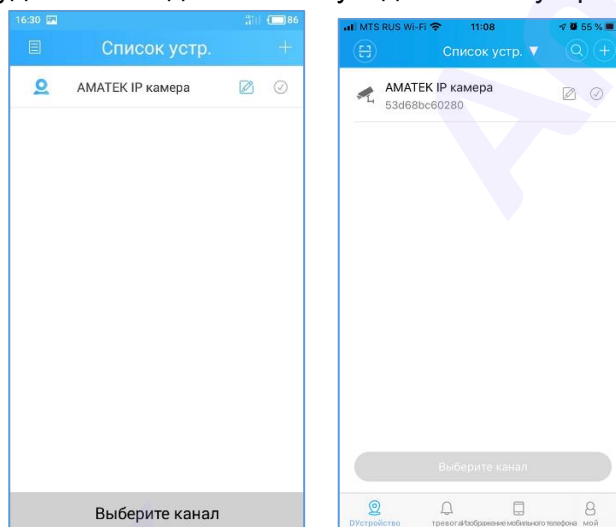 16:30
86
Список устр.
AMATEK IP камера
Выберите канал
MTS RUS Wi-Fi
11:08
55 %
Список устр. ▼
AMATEK IP камера
53d68bc60280
Выберите канал
DУстройство
тревога
Изображение мобильного телефона
мой